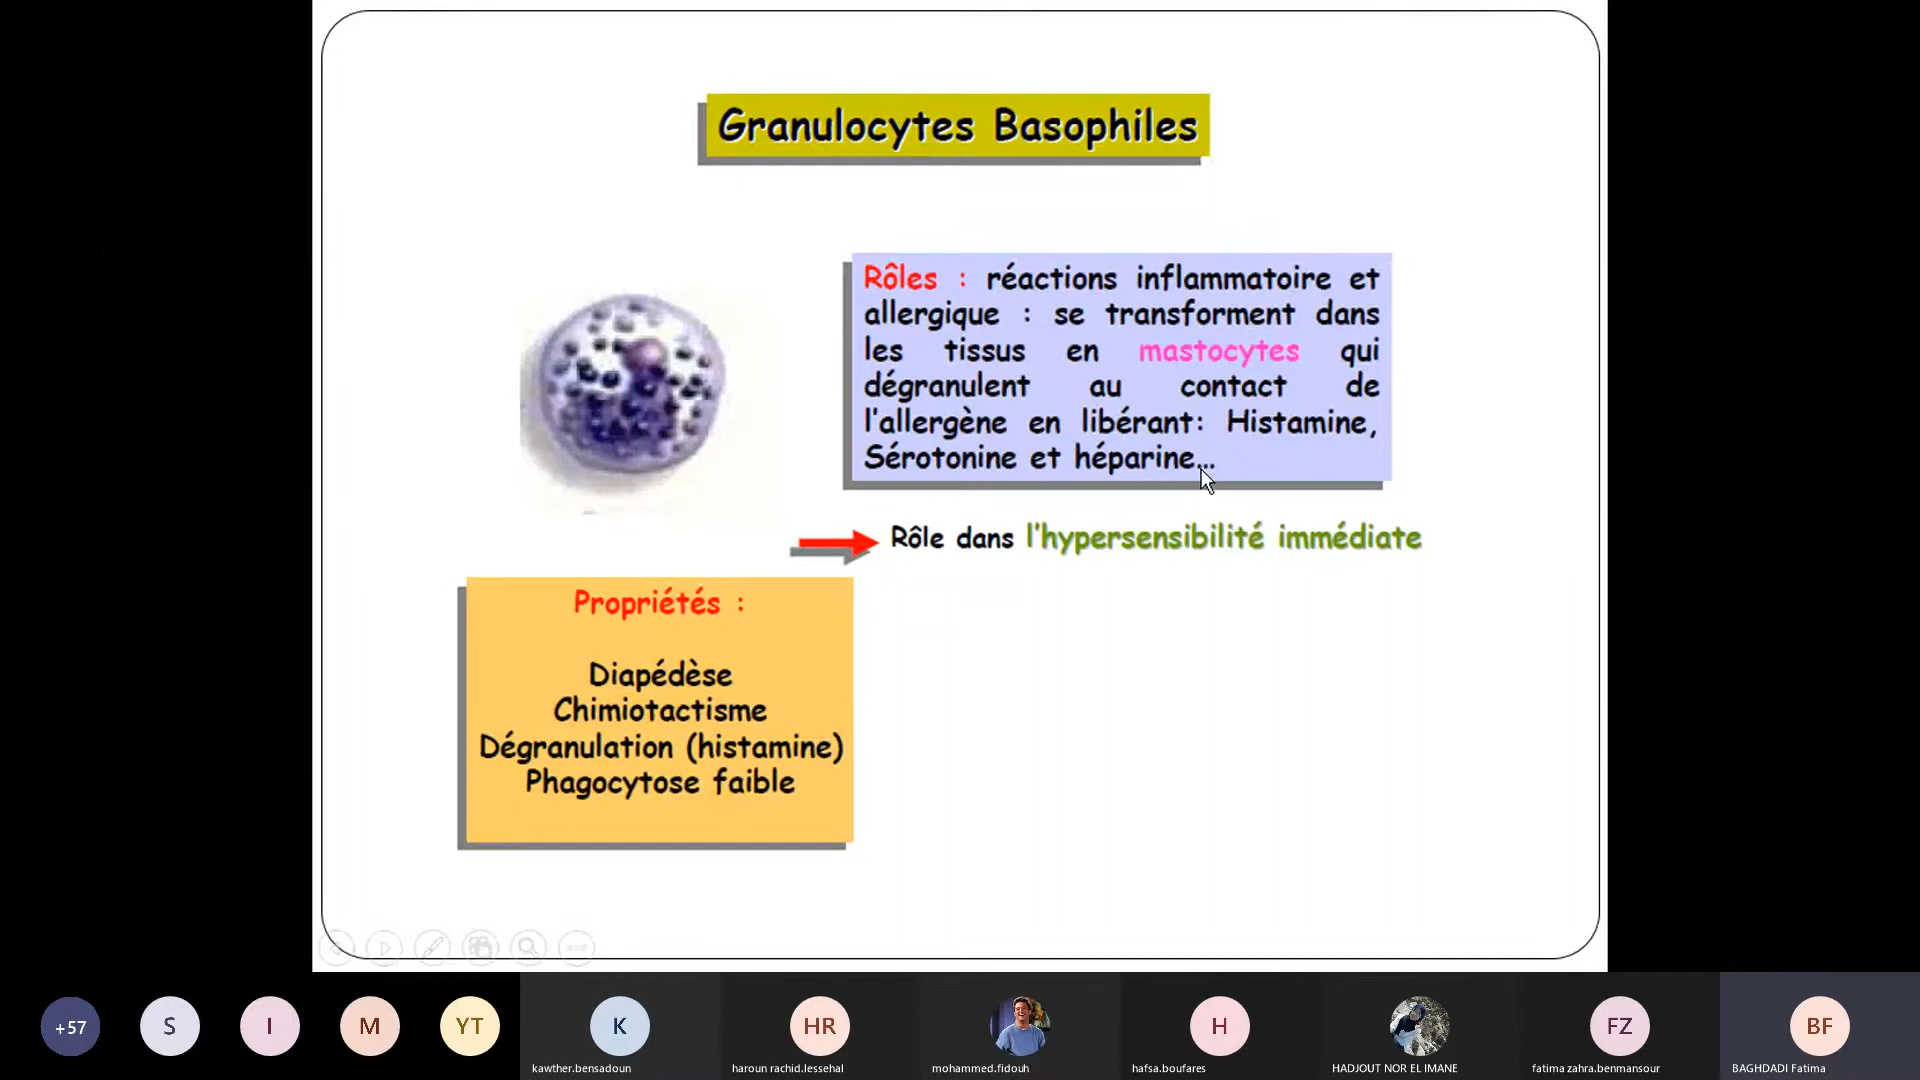 Granulocytes Basophiles
Rôles : réactions inflammatoire et
allergique : se transforment dans
les tissus en mastocytes qui
dégranulent au contact de
l'allergène en libérant: Histamine,
Sérotonine et héparine...
Rôle dans l'hypersensibilité immédiate
Propriétés :
Diapédèse
Chimiotactisme
Dégranulation (histamine)
Phagocytose faible
+57
S
I
M
YT
K
HR
H
FZ
BF
kawther.bensadoun
haroun rachid.lessehal
mohammed.fidouh
hafsa.boufares
HADJOUT NOR EL IMANE
fatima zahra.benmansour
BAGHDADI Fatima